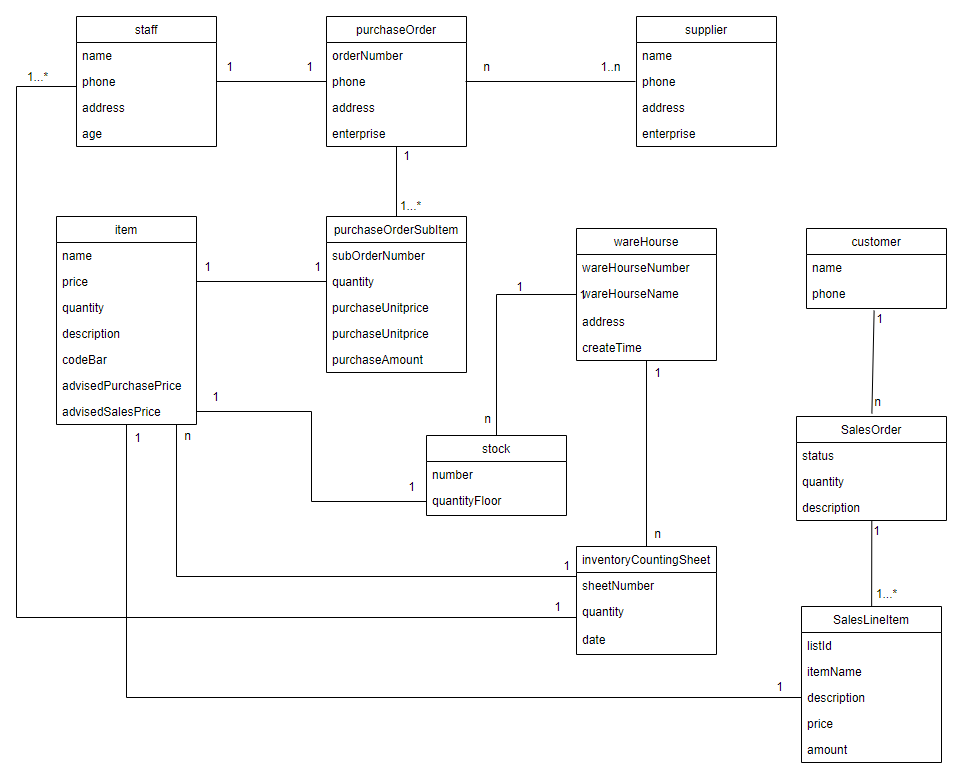 staff
name
phone
address
age
1...*
1
1
purchaseOrder
orderNumber
phone
address
enterprise
n
1..n
supplier
name
phone
address
enterprise
1
1...*
item
name
price
quantity
description
codeBar
advisedPurchasePrice
advisedSalesPrice
1
1
purchaseOrderSubItem
subOrderNumber
quantity
purchaseUnitprice
purchaseUnitprice
purchaseAmount
wareHourse
wareHourseNumber
wareHourseName
address
createTime
1
1
n
customer
name
phone
1
n
1
1
1
n
stock
number
quantityFloor
1
n
SalesOrder
status
quantity
description
1
1...*
inventoryCountingSheet
sheetNumber
quantity
date
1
1
SalesLineItem
listId
itemName
description
price
amount
1